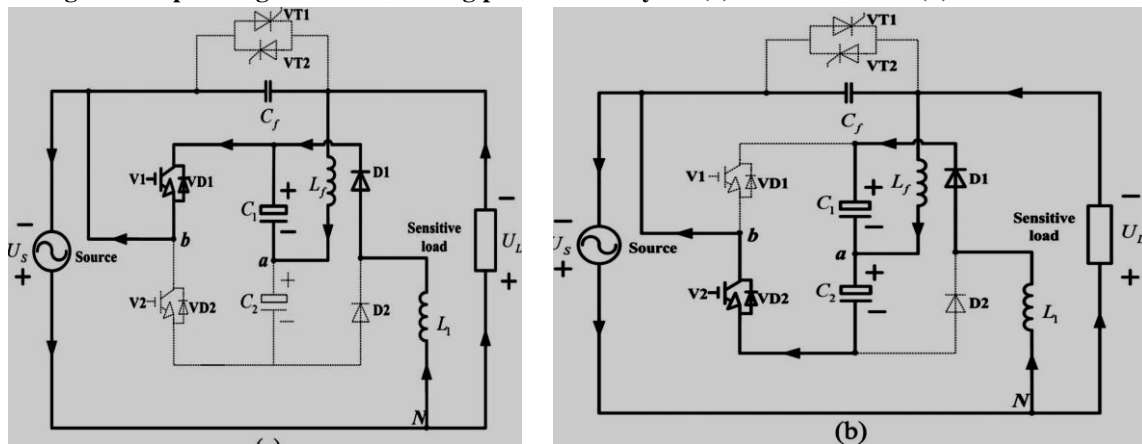 VT1
VT2
C_f
V1
VD1
C_1
+
−
L_f
D1
−
U_S
+
Source
b
a
Sensitive
load
−
U_L
+
V2
VD2
C_2
+
−
D2
L_1
N
VT1
VT2
C_f
V1
VD1
C_1
+
−
L_f
D1
−
U_S
+
Source
b
a
Sensitive
load
−
U_L
+
V2
VD2
C_2
+
−
D2
L_1
N
(b)